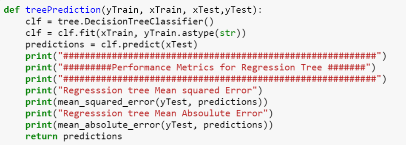 def treePrediction(yTrain, xTrain, xTest,yTest):
clf = tree.DecisionTreeClassifier()
clf = clf.fit(xTrain, yTrain.astype(str))
predictions = clf.predict(xTest)
print("##########################################################")
print("#########Performance Metrics for Regression Tree #######")
print("##########################################################")
print("Regresssion tree Mean squared Error")
print(mean_squared_error(yTest, predictions))
print("Regresssion tree Mean Absoulute Error")
print(mean_absolute_error(yTest, predictions))
return predictions